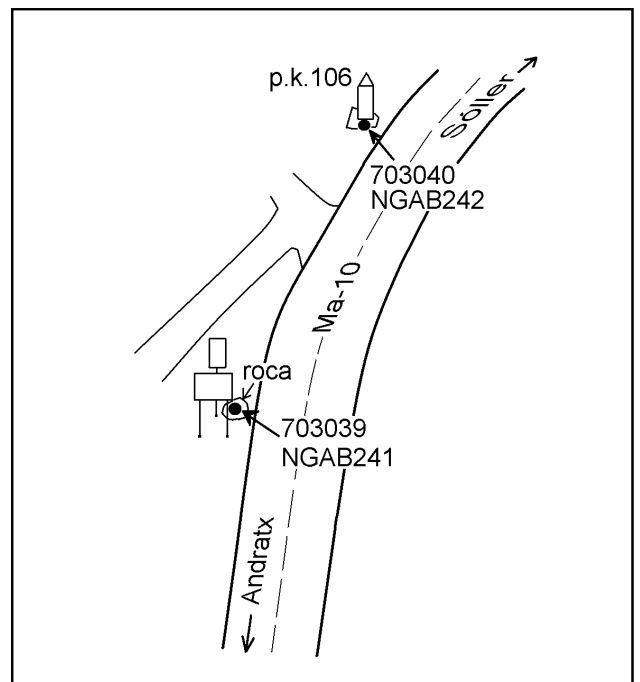 p.k.106
Sóller
703040
NGAB242
Ma-10
roca
703039
NGAB241
Andratx